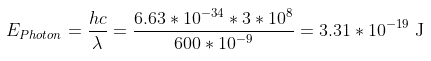 E_{Photon} = \frac{hc}{\lambda} = \frac{6.63 * 10^{-34} * 3 * 10^{8}}{600 * 10^{-9}} = 3.31 * 10^{-19} J